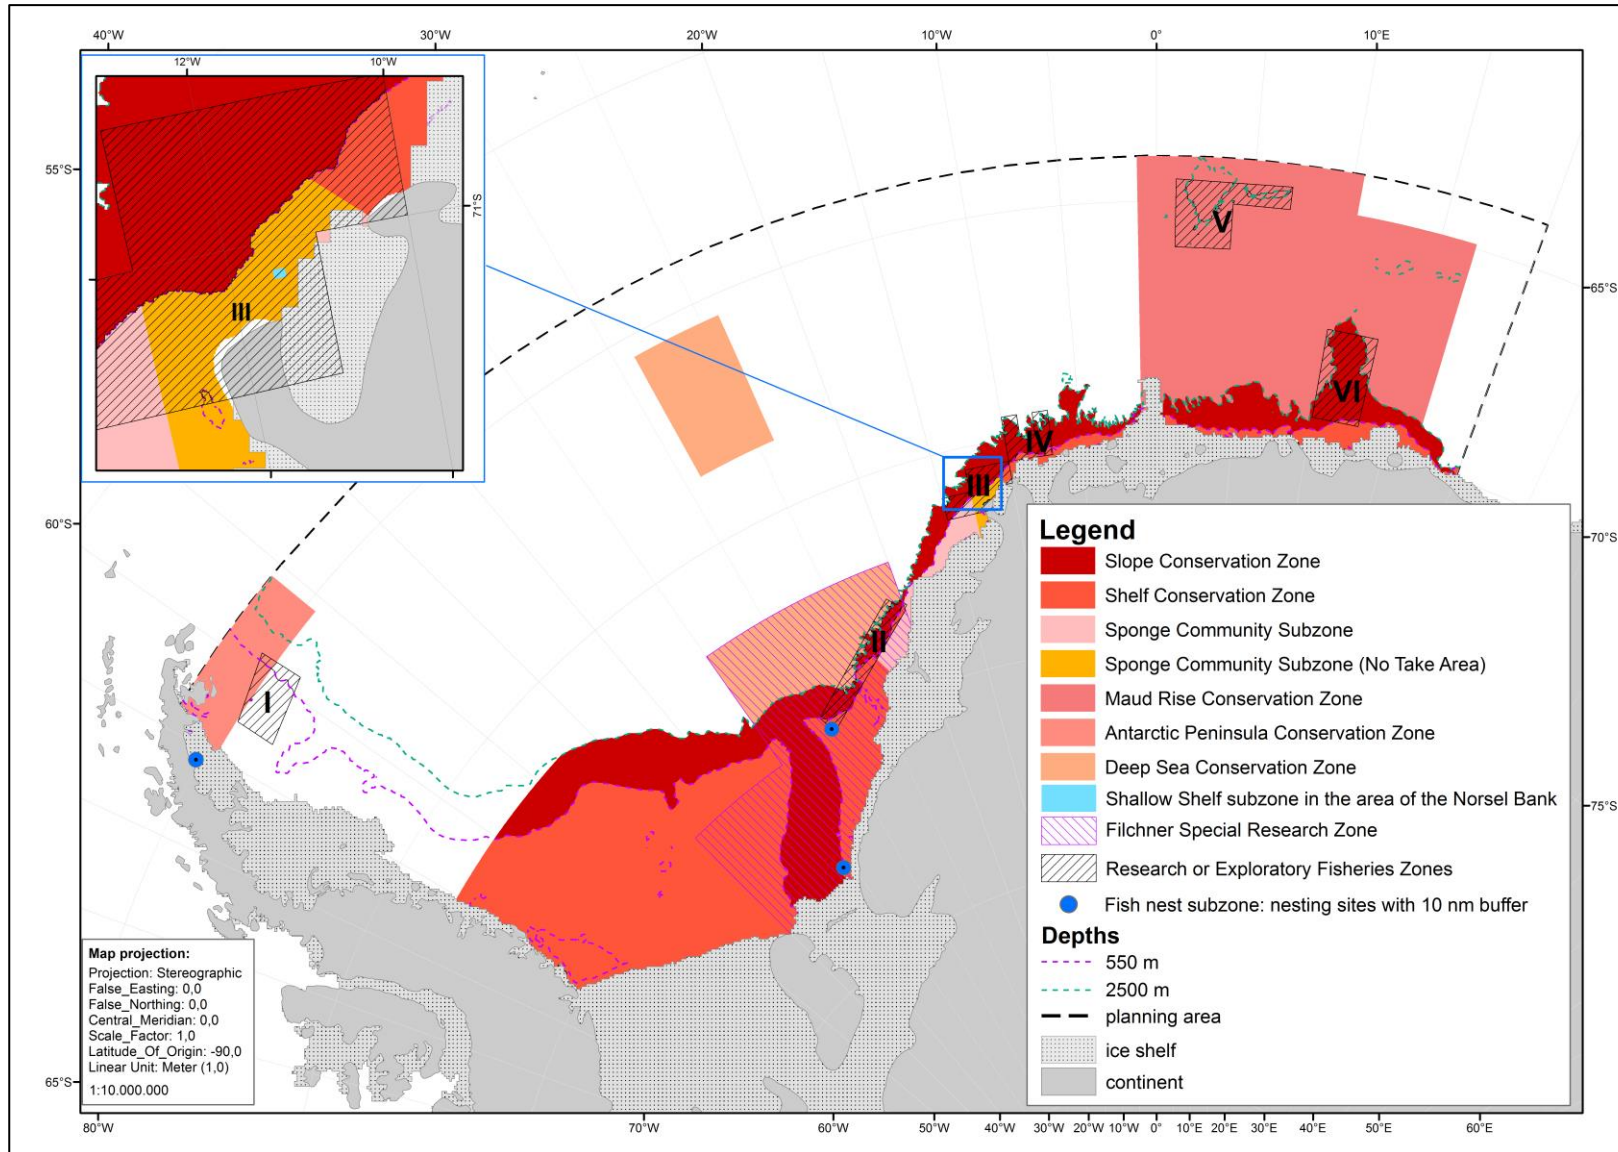 40°W 30°W 20°W 10°W 0° 10°E
12°W 10°W
71°S
III
55°S
60°S
65°S
65°S
70°S
75°S
V
VI
IV
III
II
I
Legend
Slope Conservation Zone
Shelf Conservation Zone
Sponge Community Subzone
Sponge Community Subzone (No Take Area)
Maud Rise Conservation Zone
Antarctic Peninsula Conservation Zone
Deep Sea Conservation Zone
Shallow Shelf subzone in the area of the Norsel Bank
Filchner Special Research Zone
Research or Exploratory Fisheries Zones
Fish nest subzone: nesting sites with 10 nm buffer
Depths
550 m
2500 m
planning area
ice shelf
continent
Map projection:
Projection: Stereographic
False_Easting: 0,0
False_Northing: 0,0
Central_Meridian: 0,0
Scale_Factor: 1,0
Latitude_Of_Origin: -90,0
Linear Unit: Meter (1,0)
1:10.000.000
80°W 70°W 60°W 50°W 40°W 30°W 20°W 10°W 0° 10°E 20°E 30°E 40°E 50°E 60°E